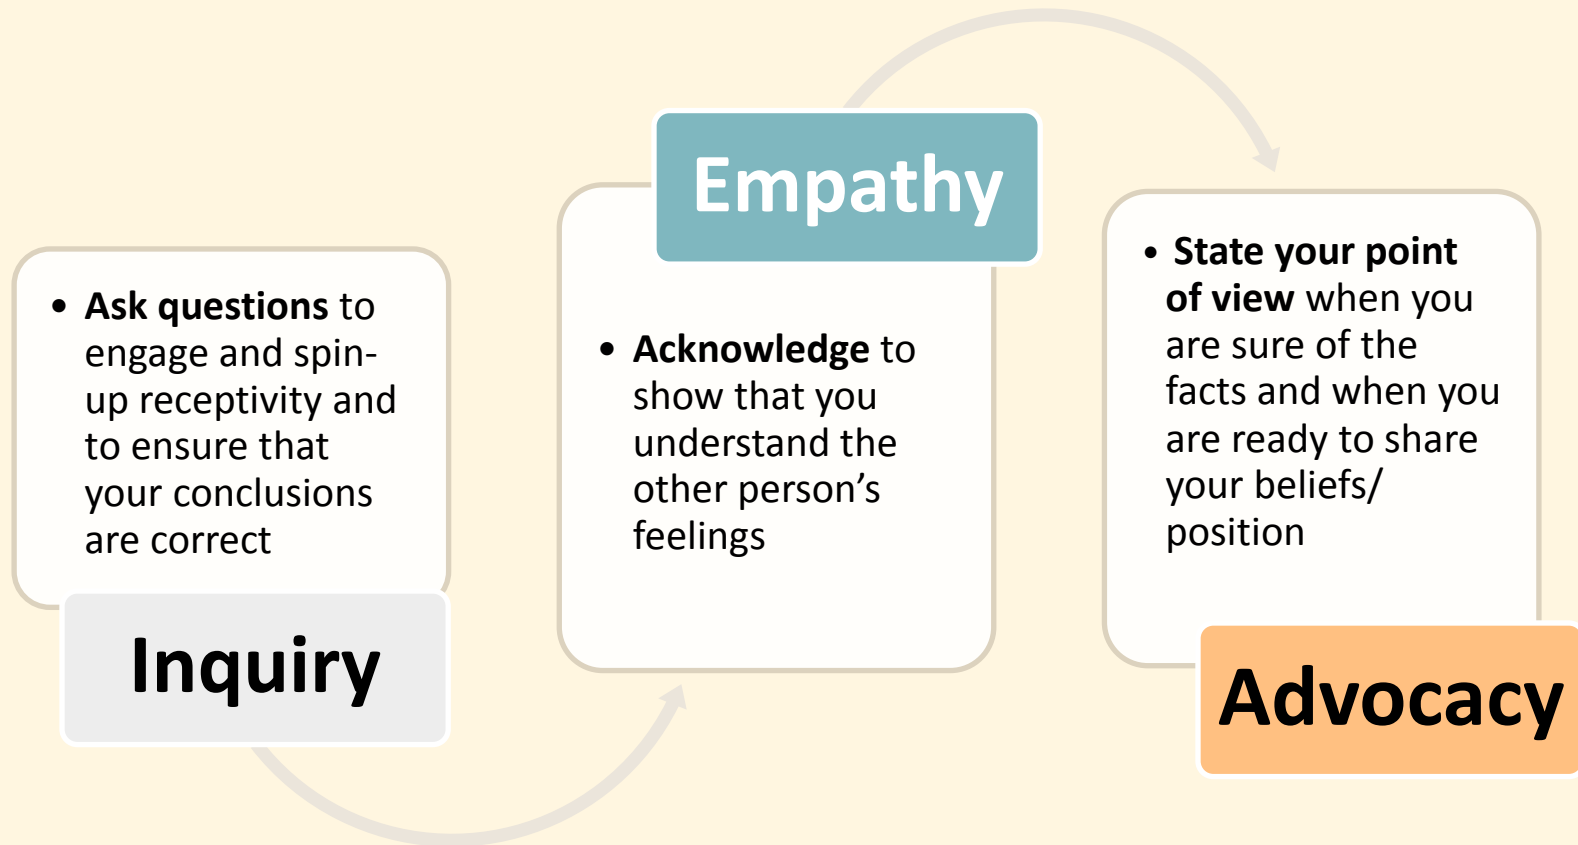 • Ask questions to
engage and spin-
up receptivity and
to ensure that
your conclusions
are correct
Inquiry
Empathy
• Acknowledge to
show that you
understand the
other person’s
feelings
• State your point
of view when you
are sure of the
facts and when you
are ready to share
your beliefs/
position
Advocacy